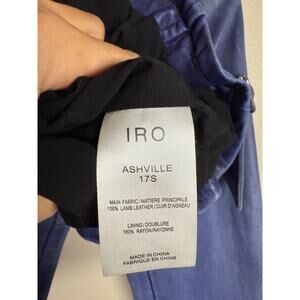 IRO
ASHVILLE
17S
MAIN FABRIC/MATIERE PRINCIPALE
100% LAMB LEATHER / CUIR D'AGNEAU
LINING/DOUBLURE
100% RAYON/RAYONNE
MADE IN CHINA
FABRIQUE EN CHINE